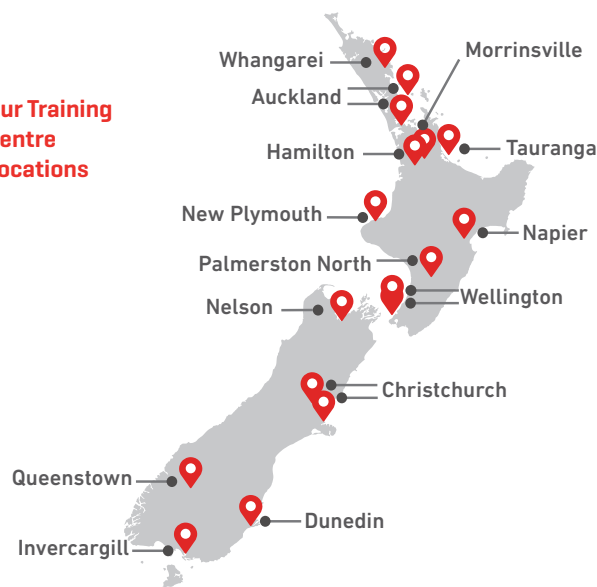 ur Training
entre
ocations
Whangarei
Morrinsville
Auckland
Hamilton
Tauranga
New Plymouth
Napier
Palmerston North
Nelson
Wellington
Christchurch
Queenstown
Dunedin
Invercargill